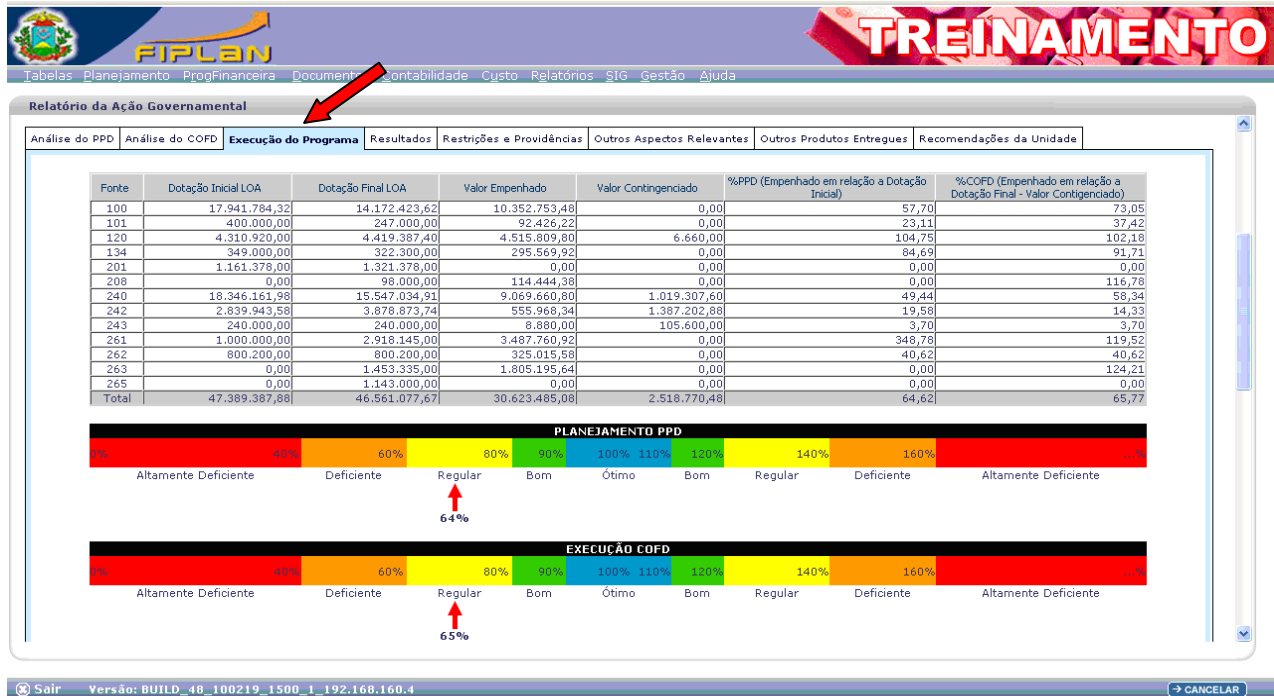 FIPLAN
TREINAMENTO
Tabelas Planejamento ProgFinanceira Documento Contabilidade Custo Relatórios SIG Gestão Ajuda
Relatório da Ação Governamental
Análise do PPD Análise do COFD Execução do Programa Resultados Restrições e Providências Outros Aspectos Relevantes Outros Produtos Entregues Recomendações da Unidade
Fonte Dotação Inicial LOA Dotação Final LOA Valor Empenhado Valor Contingenciado %PPD (Empenhado em relação a Dotação Inicial) %COFD (Empenhado em relação a Dotação Final - Valor Contigenciado)
100 17.941.784,32 14.172.423,62 10.352.753,48 0,00 57,70 73,05
101 400.000,00 247.000,00 92.426,22 0,00 23,11 37,42
120 4.310.920,00 4.419.387,40 4.515.809,80 6.660,00 104,75 102,18
134 349.000,00 322.300,00 295.569,92 0,00 84,69 91,71
201 1.161.378,00 1.321.378,00 0,00 0,00 0,00 0,00
208 0,00 98.000,00 114.444,38 0,00 0,00 116,78
240 18.346.161,98 15.547.034,91 9.069.660,80 1.019.307,60 49,44 58,34
242 2.839.943,58 3.878.873,74 555.968,34 1.387.202,88 19,58 14,33
243 240.000,00 240.000,00 8.880,00 105.600,00 3,70 3,70
261 1.000.000,00 2.918.145,00 3.487.760,92 0,00 348,78 119,52
262 800.200,00 800.200,00 325.015,58 0,00 40,62 40,62
263 0,00 1.453.335,00 1.805.195,64 0,00 0,00 124,21
265 0,00 1.143.000,00 0,00 0,00 0,00 0,00
Total 47.389.387,88 46.561.077,67 30.623.485,08 2.518.770,48 64,62 65,77
PLANEJAMENTO PPD
0% 40% 60% 80% 90% 100% 110% 120% 140% 160% ...%
Altamente Deficiente Deficiente Regular Bom Ótimo Bom Regular Deficiente Altamente Deficiente
64%
EXECUÇÃO COFD
0% 40% 60% 80% 90% 100% 110% 120% 140% 160% ...%
Altamente Deficiente Deficiente Regular Bom Ótimo Bom Regular Deficiente Altamente Deficiente
65%
Sair Versão: BUILD_48_100219_1500_1_192.168.160.4 CANCELAR